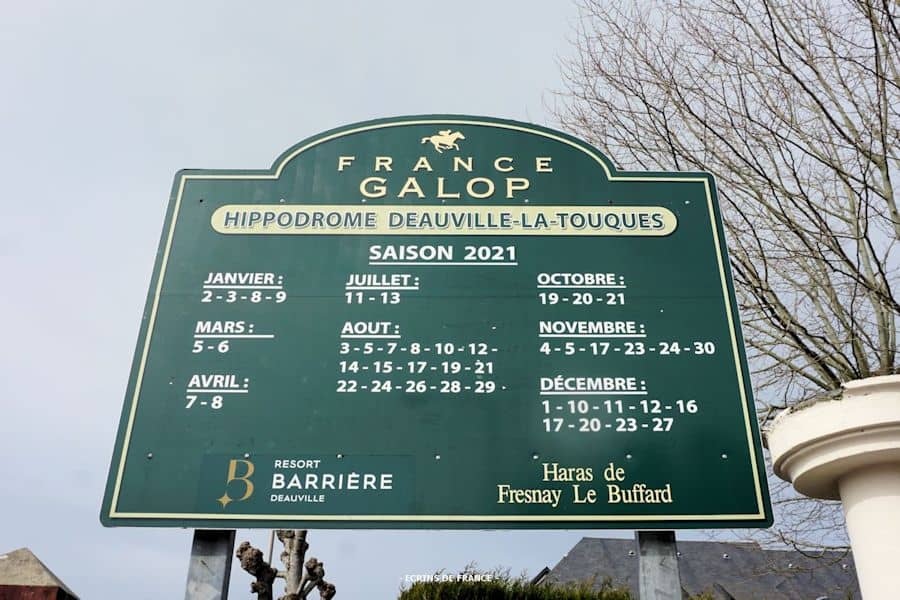 FRANCE
GALOP
HIPPODROME DEAUVILLE-LA-TOUQUES
SAISON 2021
JANVIER :
2 - 3 - 8 - 9
MARS :
5 - 6
AVRIL :
7 - 8
JUILLET :
11 - 13
AOUT :
3 - 5 - 7 - 8 - 10 - 12 -
14 - 15 - 17 - 19 - 21
22 - 24 - 26 - 28 - 29
OCTOBRE :
19 - 20 - 21
NOVEMBRE :
4 - 5 - 17 - 23 - 24 - 30
DÉCEMBRE :
1 - 10 - 11 - 12 - 16
17 - 20 - 23 - 27
B
RESORT
BARRIÈRE
DEAUVILLE
Haras de
Fresnay Le Buffard
- ECRINS DE FRANCE -